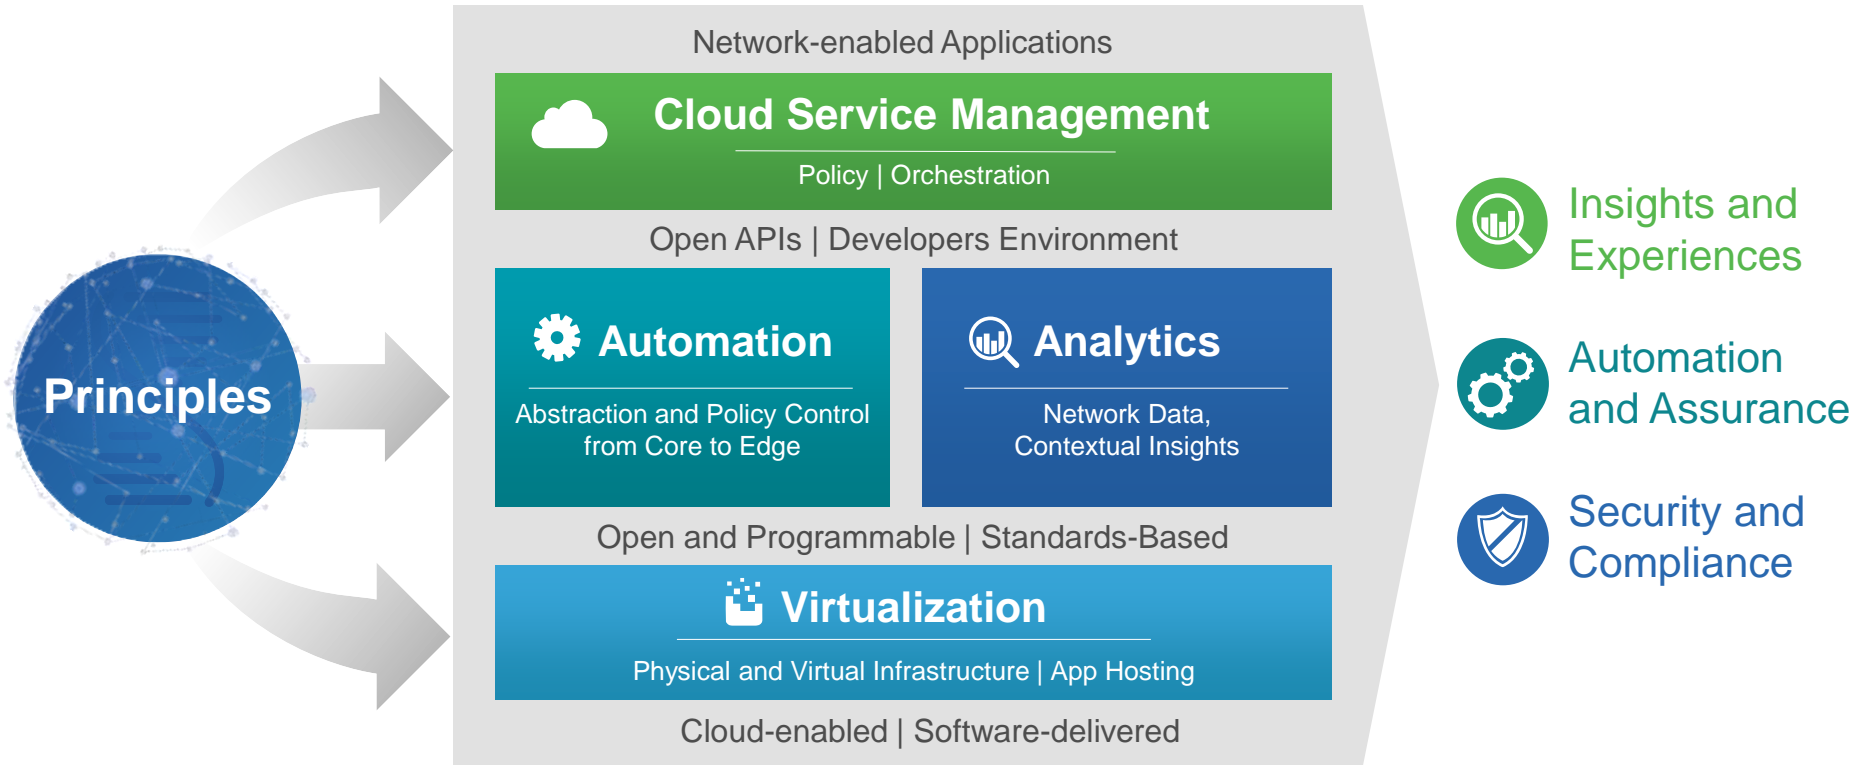 Network-enabled Applications
Cloud Service Management
Policy | Orchestration
Open APIs | Developers Environment
Principles
Automation
Abstraction and Policy Control
from Core to Edge
Analytics
Network Data,
Contextual Insights
Open and Programmable | Standards-Based
Virtualization
Physical and Virtual Infrastructure | App Hosting
Cloud-enabled | Software-delivered
Insights and
Experiences
Automation
and Assurance
Security and
Compliance